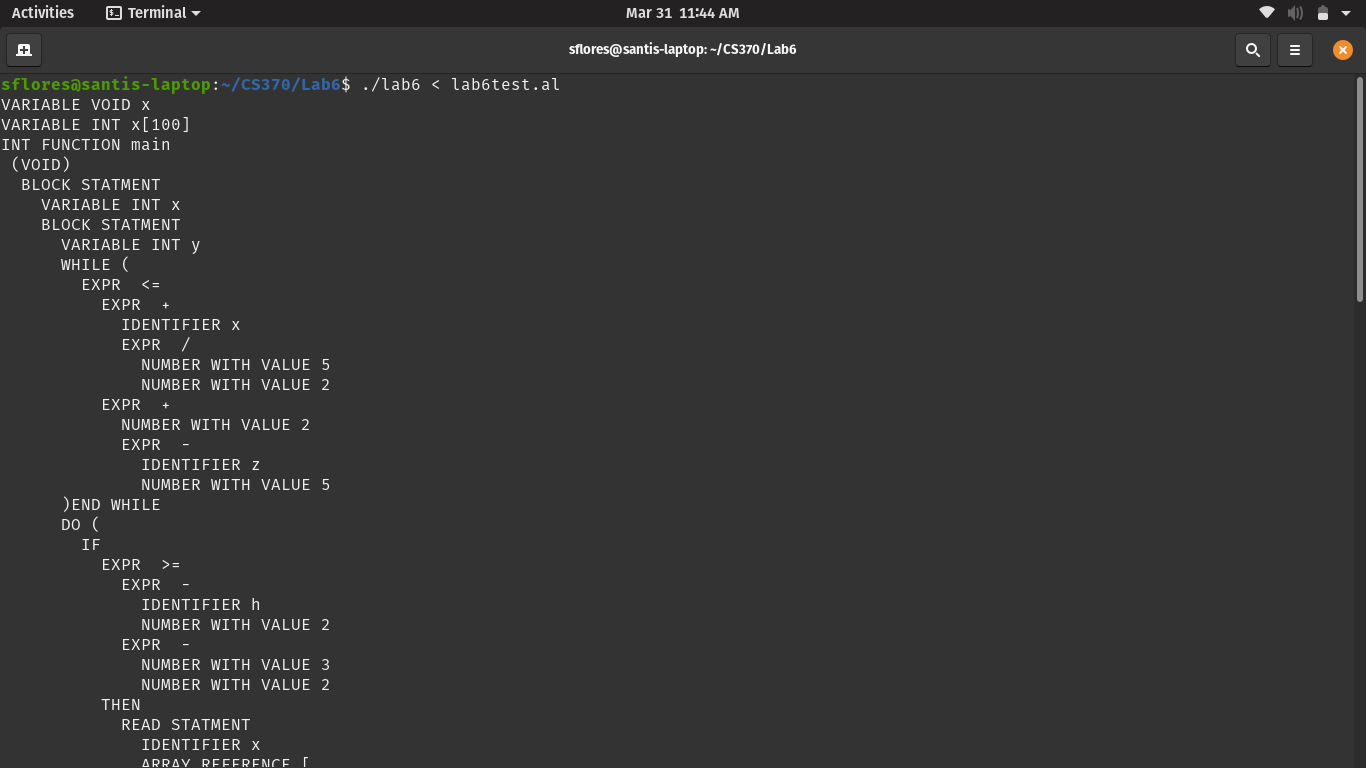 Activities Terminal Mar 31 11:44 AM
sflores@santis-laptop: ~/CS370/Lab6
sflores@santis-laptop:~/CS370/Lab6$ ./lab6 < lab6test.al
VARIABLE VOID x
VARIABLE INT x[100]
INT FUNCTION main
 (VOID)
  BLOCK STATMENT
    VARIABLE INT x
    BLOCK STATMENT
      VARIABLE INT y
      WHILE (
        EXPR  <=
          EXPR  +
            IDENTIFIER x
            EXPR  /
              NUMBER WITH VALUE 5
              NUMBER WITH VALUE 2
          EXPR  +
            NUMBER WITH VALUE 2
            EXPR  -
              IDENTIFIER z
              NUMBER WITH VALUE 5
      )END WHILE
      DO (
        IF
          EXPR  >=
            EXPR  -
              IDENTIFIER h
              NUMBER WITH VALUE 2
            EXPR  -
              NUMBER WITH VALUE 3
              NUMBER WITH VALUE 2
          THEN
            READ STATMENT
              IDENTIFIER x
              ARRAY REFERENCE [